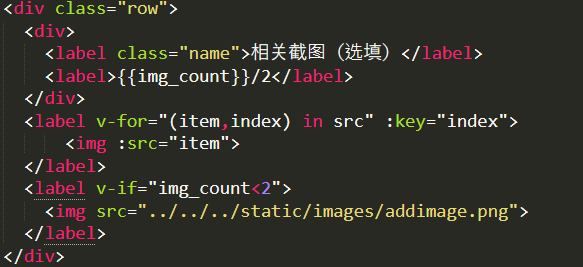 <div class="row">
<div>
<label class="name">相关截图（选填）</label>
<label>{{img_count}}/2</label>
</div>
<label v-for="(item,index) in src" :key="index">
<img :src="item">
</label>
<label v-if="img_count<2">
<img src="../../../static/images/addimage.png">
</label>
</div>